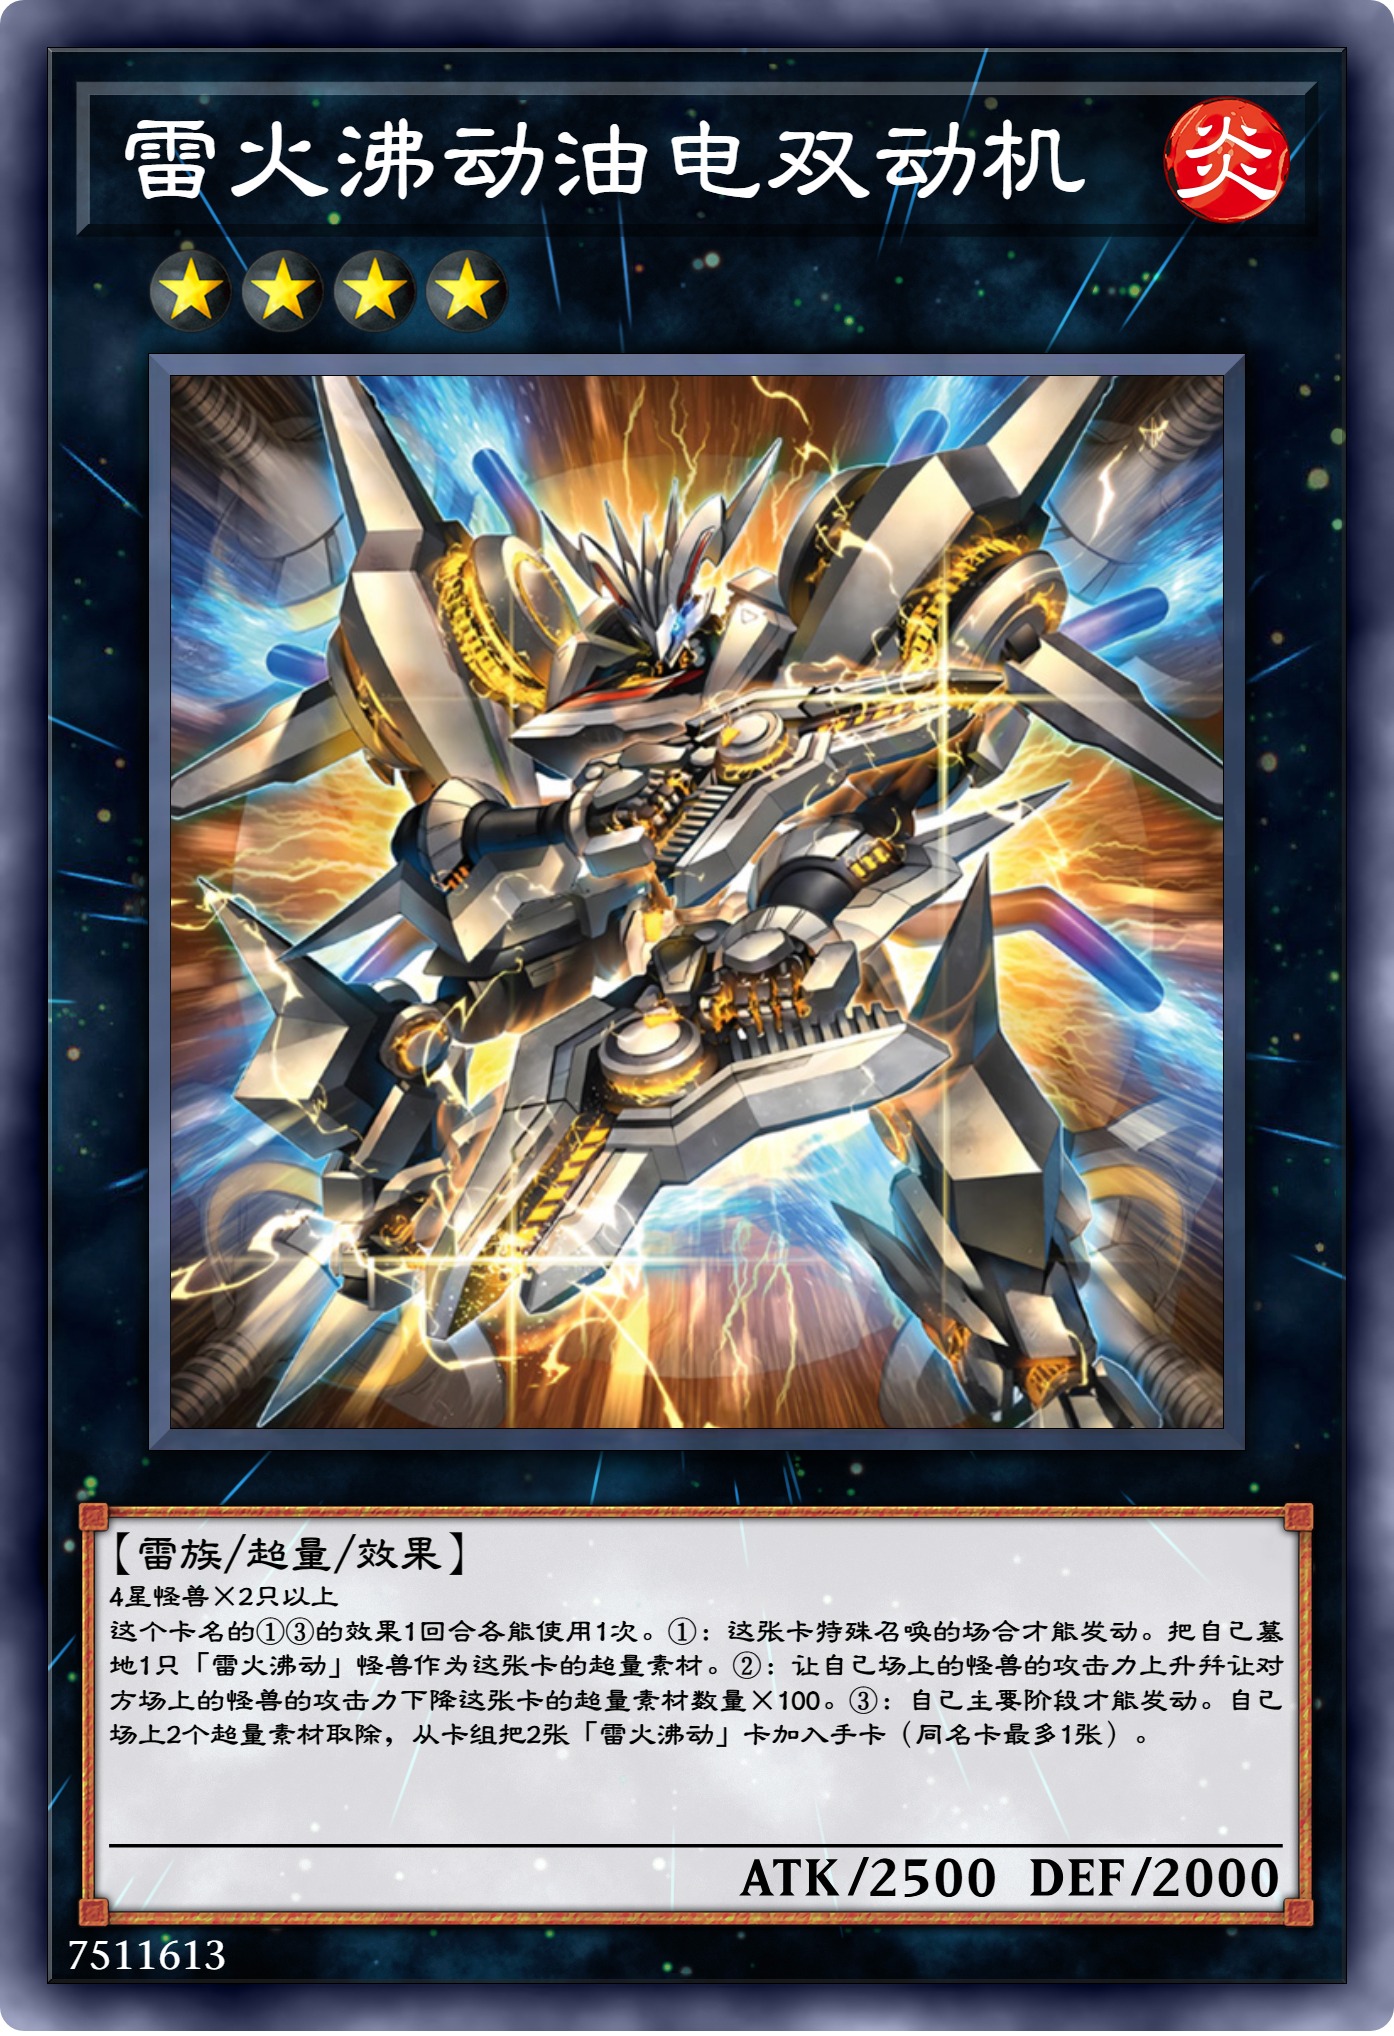 雷火沸动油电双动机
炎
【雷族/超量/效果】
4星怪兽×2只以上
这个卡名的①③的效果1回合各能使用1次。①：这张卡特殊召唤的场合才能发动。把自己墓
地1只「雷火沸动」怪兽作为这张卡的超量素材。②：让自己场上的怪兽的攻击力上升并让对
方场上的怪兽的攻击力下降这张卡的超量素材数量×100。③：自己主要阶段才能发动。自己
场上2个超量素材取除，从卡组把2张「雷火沸动」卡加入手卡（同名卡最多1张）。
ATK/2500 DEF/2000
7511613